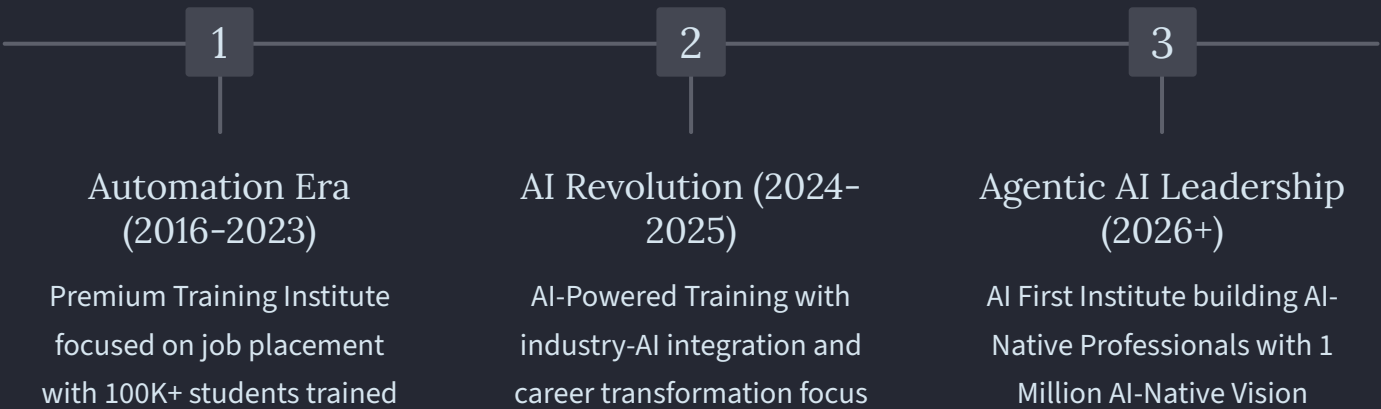 1
2
3
Automation Era
(2016-2023)
Premium Training Institute
focused on job placement
with 100K+ students trained
AI Revolution (2024-
2025)
AI-Powered Training with
industry-AI integration and
career transformation focus
Agentic AI Leadership
(2026+)
AI First Institute building AI-
Native Professionals with 1
Million AI-Native Vision